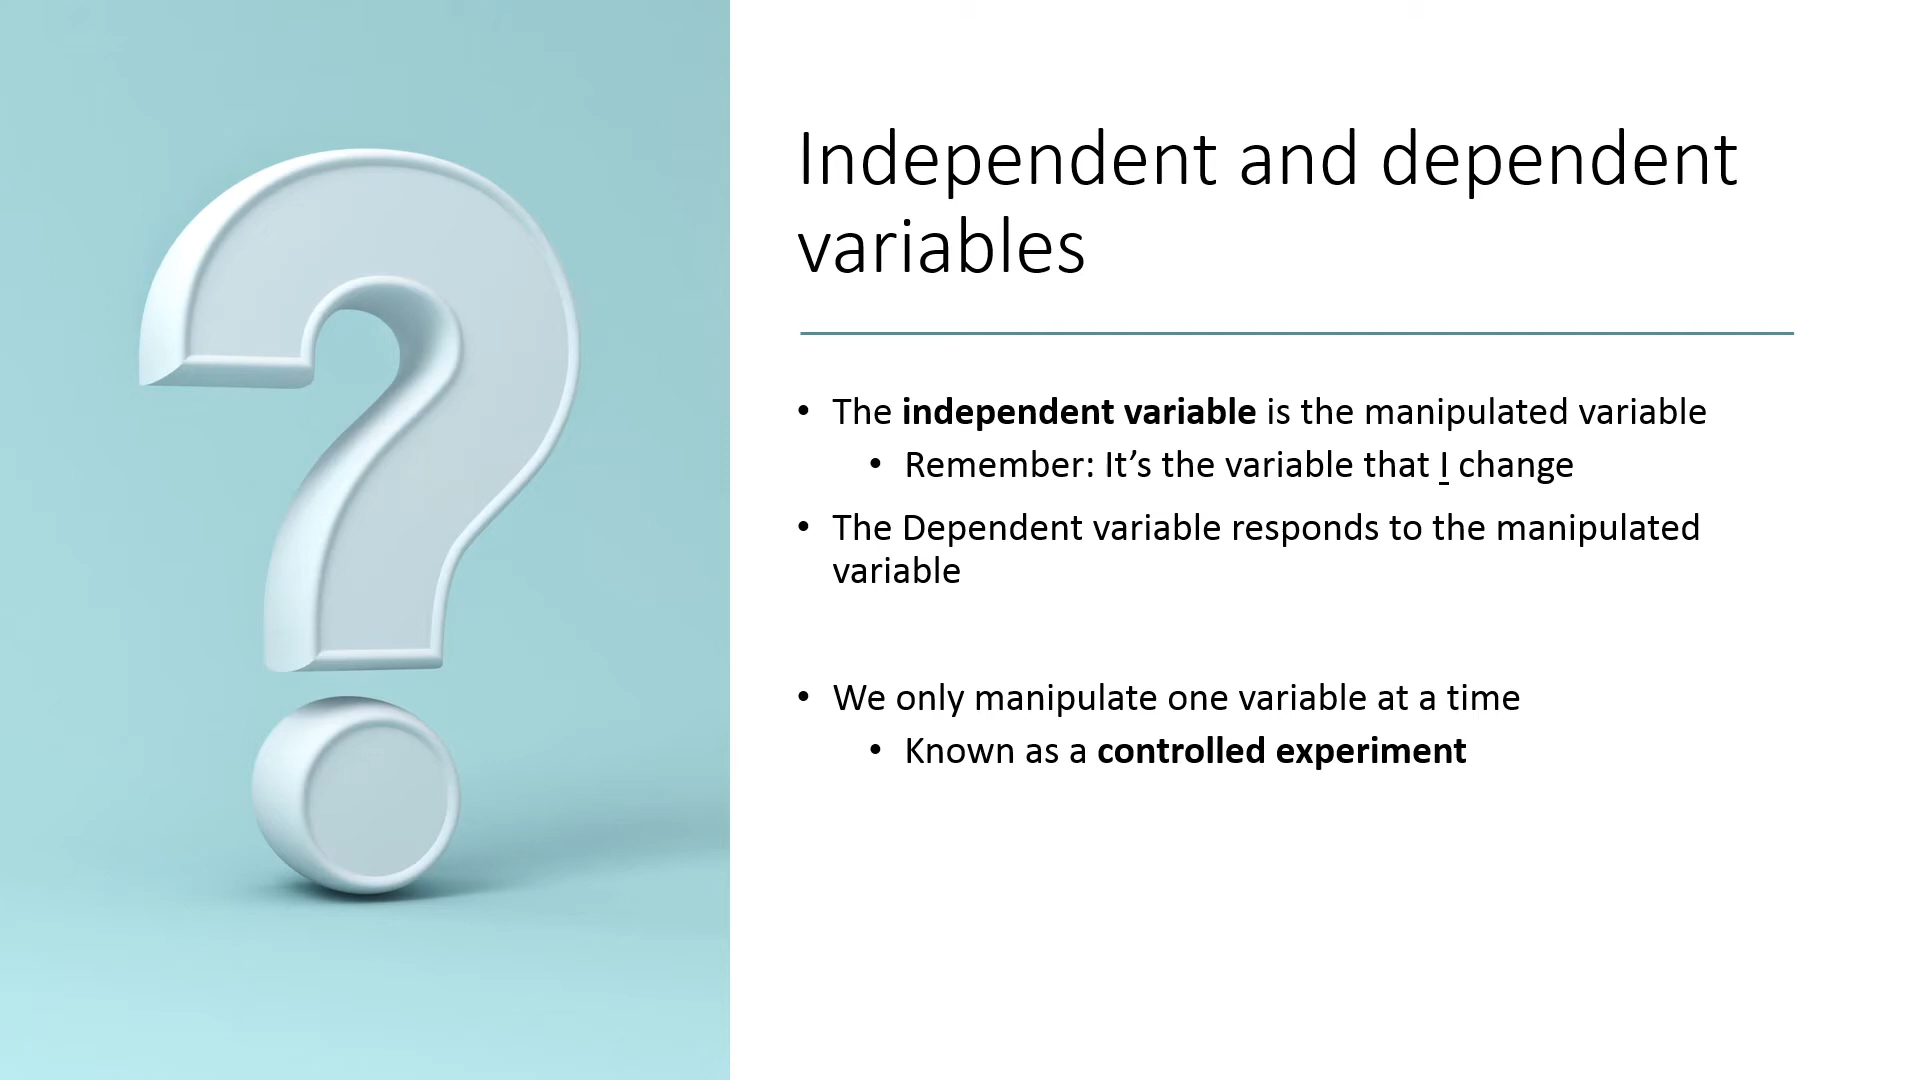 Independent and dependent
variables
• The independent variable is the manipulated variable
• Remember: It’s the variable that I change
• The Dependent variable responds to the manipulated
variable
• We only manipulate one variable at a time
• Known as a controlled experiment